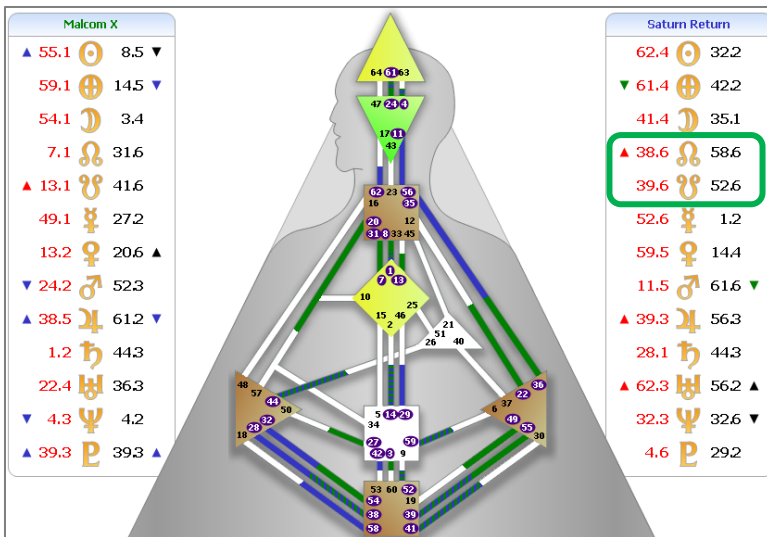 Malcom X
▲ 55.1 ☉ 8.5 ▼
59.1 ⊕ 14.5 ▼
54.1 ☽ 3.4
7.1 ☊ 31.6
▲ 13.1 ☋ 41.6
49.1 ☿ 27.2
13.2 ♀ 20.6 ▲
▼ 24.2 ♂ 52.3
▲ 38.5 ♃ 61.2 ▼
1.2 ♄ 44.3
22.4 ♅ 36.3
▼ 4.3 ♆ 4.2
▲ 39.3 ♇ 39.3 ▲
64 61 63
47 24 4
17 11
43
62 23 56
16 35
20 12
31 8 33 45
1
7 13
10 25
15 46
2
21
51
26 40
48
57
44 50
32
28
18
36
22
37
6
49
55
30
5 14 29
34
27 59
42 3 9
53 60 52
54 19
38 39
58 41
Saturn Return
62.4 ☉ 32.2
▼ 61.4 ⊕ 42.2
41.4 ☽ 35.1
▲ 38.6 ☊ 58.6
39.6 ☋ 52.6
52.6 ☿ 1.2
59.5 ♀ 14.4
11.5 ♂ 61.6 ▼
▲ 39.3 ♃ 56.3
28.1 ♄ 44.3
▲ 62.3 ♅ 56.2 ▲
32.3 ♆ 32.6 ▼
4.6 ♇ 29.2